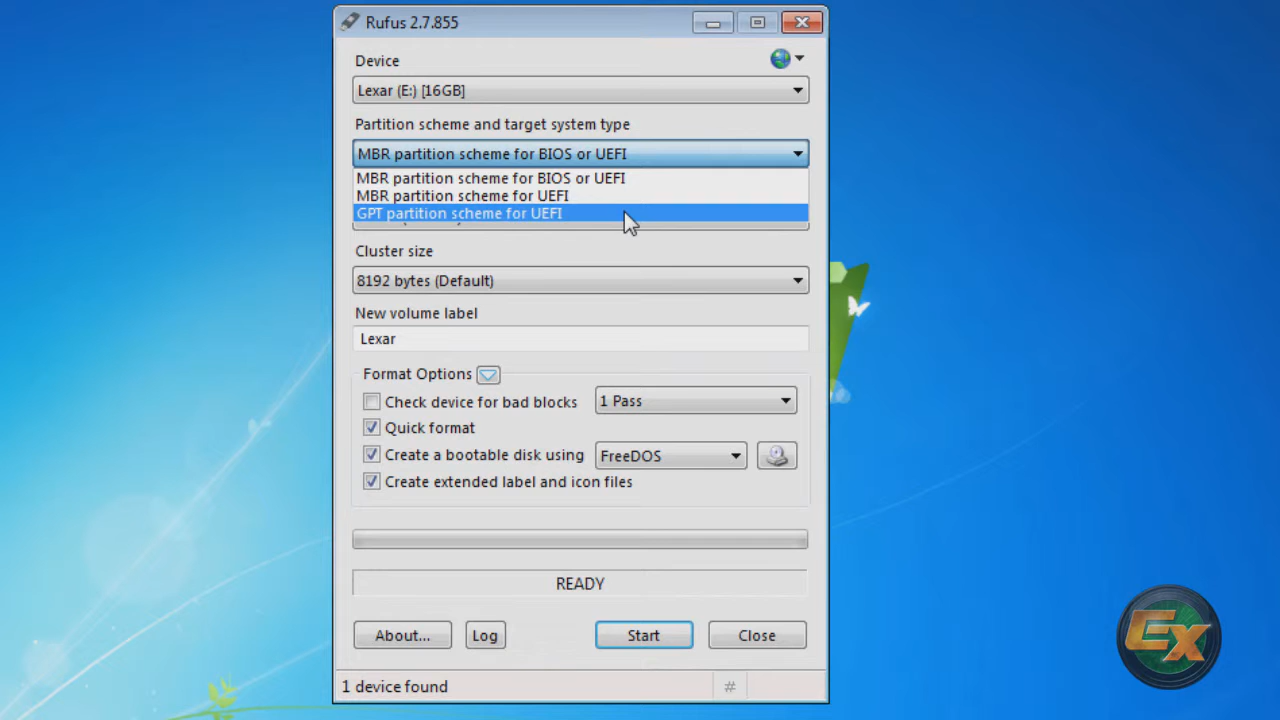 Rufus 2.7.855
Device
Lexar (E:) [16GB]
Partition scheme and target system type
MBR partition scheme for BIOS or UEFI
MBR partition scheme for BIOS or UEFI
MBR partition scheme for UEFI
GPT partition scheme for UEFI
Cluster size
8192 bytes (Default)
New volume label
Lexar
Format Options
Check device for bad blocks 1 Pass
Quick format
Create a bootable disk using FreeDOS
Create extended label and icon files
READY
About... Log Start Close
1 device found #
Ex